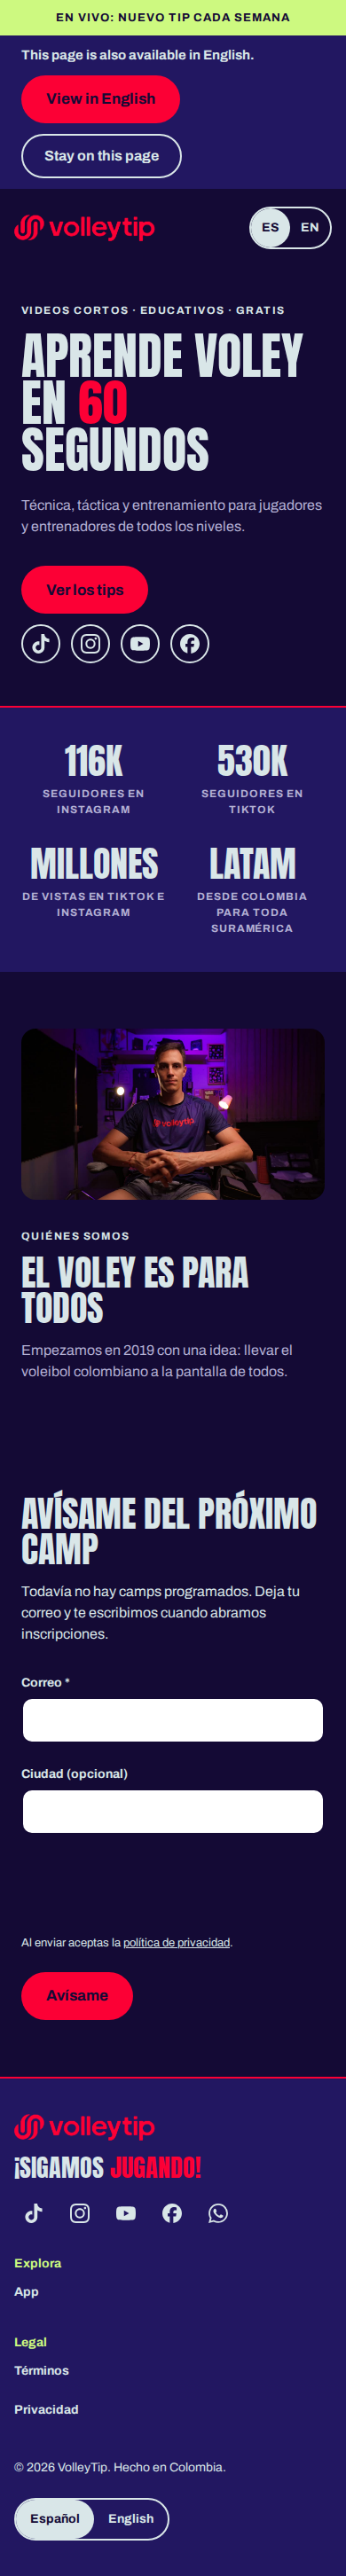 EN VIVO: NUEVO TIP CADA SEMANA
This page is also available in English.
View in English
Stay on this page
volleytip
ES EN
VIDEOS CORTOS · EDUCATIVOS · GRATIS
APRENDE VOLEY
EN 60
SEGUNDOS
Técnica, táctica y entrenamiento para jugadores
y entrenadores de todos los niveles.
Ver los tips
116K
SEGUIDORES EN
INSTAGRAM
530K
SEGUIDORES EN
TIKTOK
MILLONES
DE VISTAS EN TIKTOK E
INSTAGRAM
LATAM
DESDE COLOMBIA
PARA TODA
SURAMÉRICA
volleytip
QUIÉNES SOMOS
EL VOLEY ES PARA
TODOS
Empezamos en 2019 con una idea: llevar el
voleibol colombiano a la pantalla de todos.
AVÍSAME DEL PRÓXIMO
CAMP
Todavía no hay camps programados. Deja tu
correo y te escribimos cuando abramos
inscripciones.
Correo *
Ciudad (opcional)
Al enviar aceptas la política de privacidad.
Avísame
volleytip
¡SIGAMOS JUGANDO!
Explora
App
Legal
Términos
Privacidad
© 2026 VolleyTip. Hecho en Colombia.
Español English